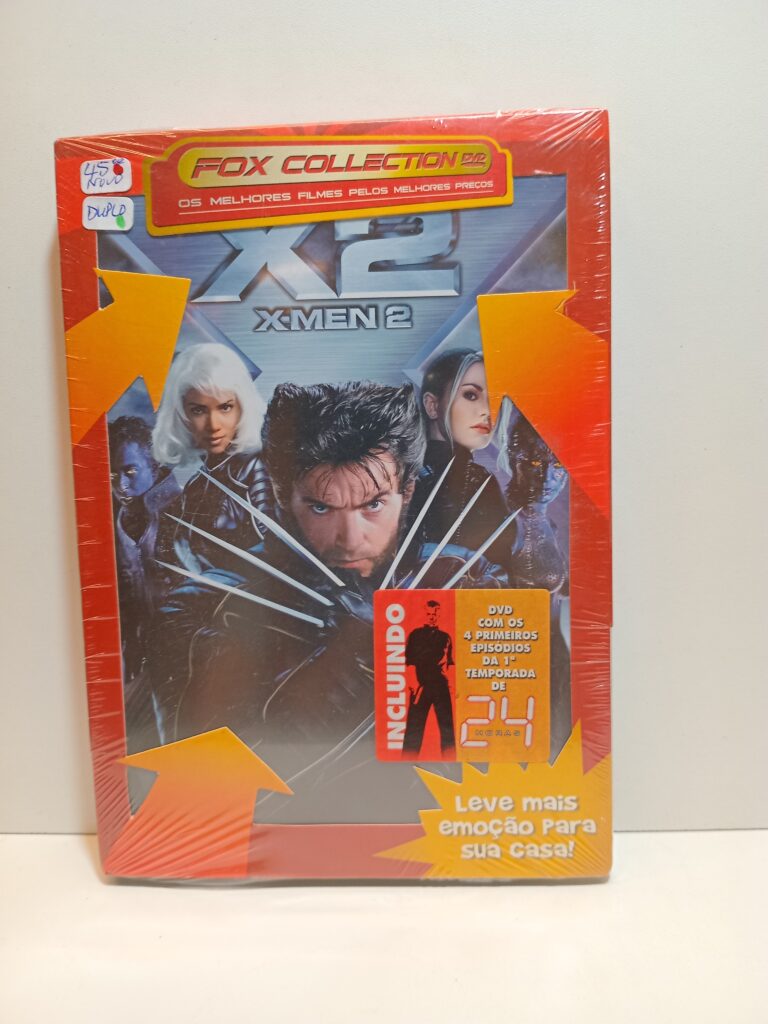 FOX COLLECTION DVD
OS MELHORES FILMES PELOS MELHORES PREÇOS
45
NOVO
DUPLO
X2
X-MEN 2
INCLUINDO
DVD
COM OS
4 PRIMEIROS
EPISÓDIOS
DA 1ª
TEMPORADA
DE
24
HORAS
Leve mais
emoção para
sua casa!